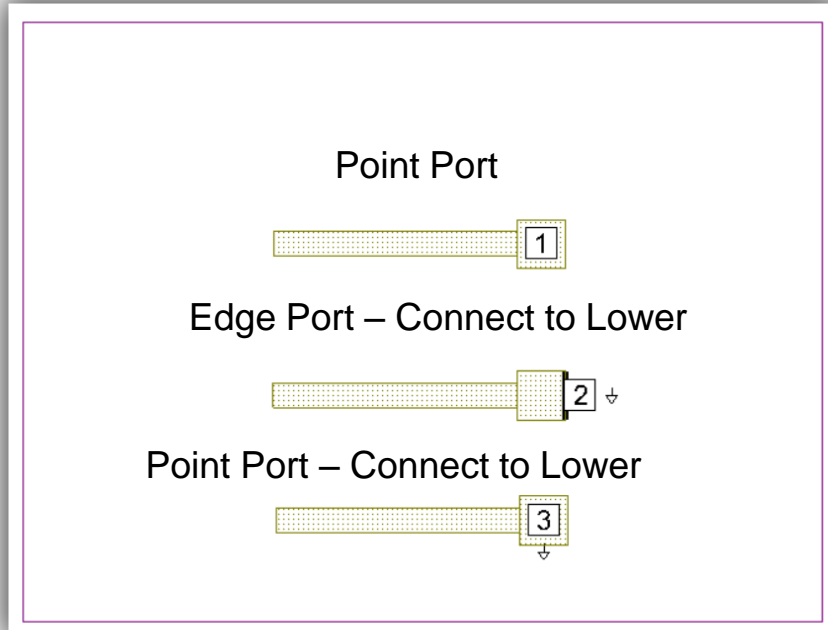 Point Port
1
Edge Port – Connect to Lower
2
Point Port – Connect to Lower
3